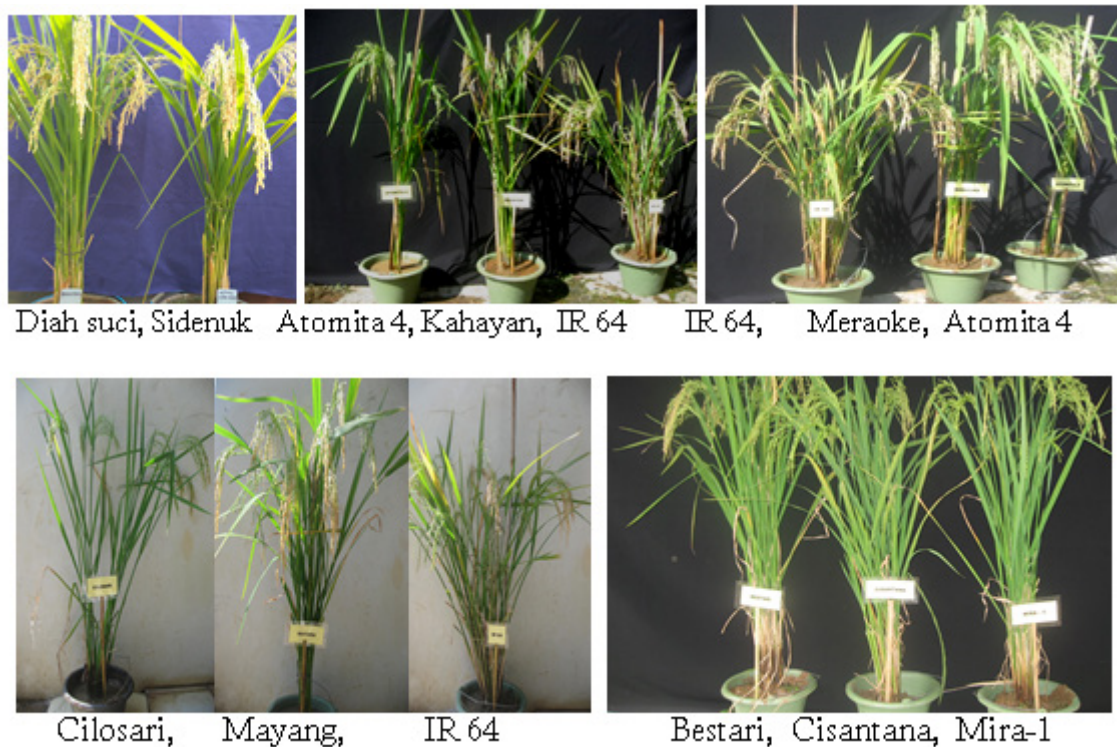 Diah suci, Sidenuk
Atomita 4, Kahayan, IR 64
IR 64, Meraoke, Atomita 4
Cilosari, Mayang, IR 64
Bestari, Cisantana, Mira-1